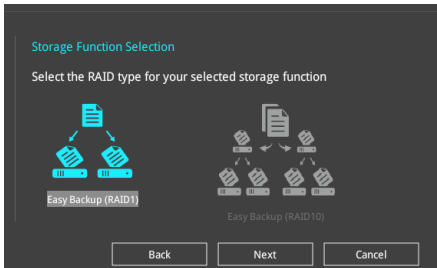 Storage Function Selection
Select the RAID type for your selected storage function
Easy Backup (RAID1)
Easy Backup (RAID10)
Back
Next
Cancel